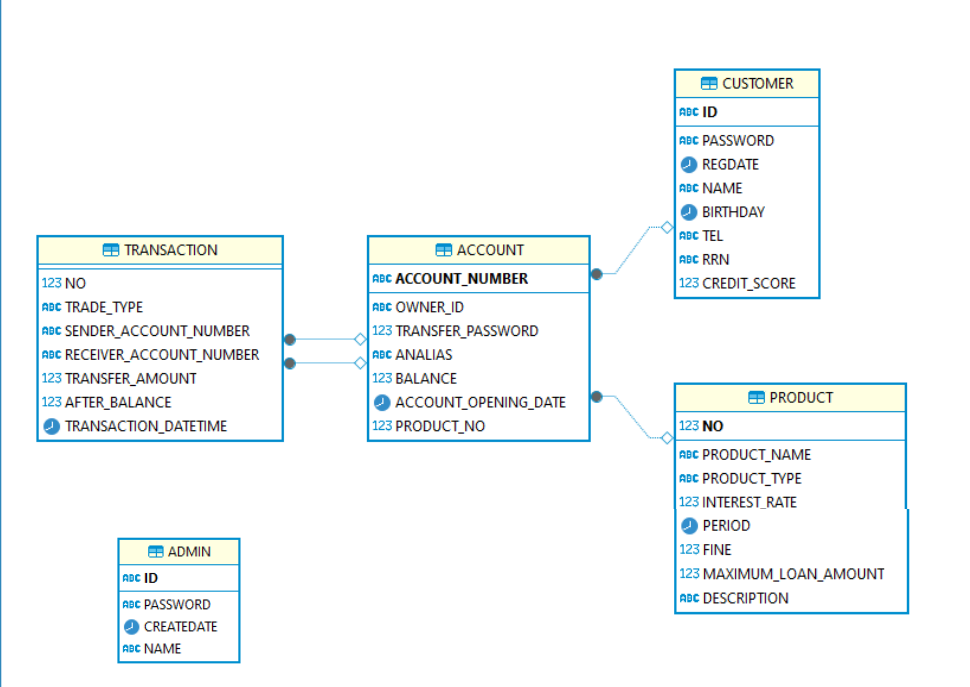 CUSTOMER
ABC ID
ABC PASSWORD
REGDATE
ABC NAME
BIRTHDAY
ABC TEL
ABC RRN
123 CREDIT_SCORE
TRANSACTION
123 NO
ABC TRADE_TYPE
ABC SENDER_ACCOUNT_NUMBER
ABC RECEIVER_ACCOUNT_NUMBER
123 TRANSFER_AMOUNT
123 AFTER_BALANCE
TRANSACTION_DATETIME
ACCOUNT
ABC ACCOUNT_NUMBER
ABC OWNER_ID
123 TRANSFER_PASSWORD
ABC ANALIAS
123 BALANCE
ACCOUNT_OPENING_DATE
123 PRODUCT_NO
PRODUCT
123 NO
ABC PRODUCT_NAME
ABC PRODUCT_TYPE
123 INTEREST_RATE
PERIOD
123 FINE
123 MAXIMUM_LOAN_AMOUNT
ABC DESCRIPTION
ADMIN
ABC ID
ABC PASSWORD
CREATEDATE
ABC NAME